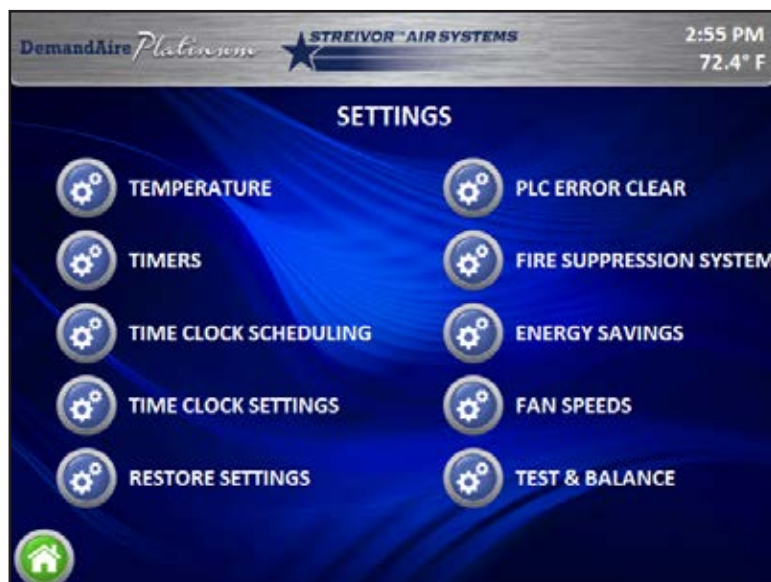 DemandAire Platinum
STREIVOR™ AIR SYSTEMS
2:55 PM
72.4° F
SETTINGS
TEMPERATURE
TIMERS
TIME CLOCK SCHEDULING
TIME CLOCK SETTINGS
RESTORE SETTINGS
PLC ERROR CLEAR
FIRE SUPPRESSION SYSTEM
ENERGY SAVINGS
FAN SPEEDS
TEST & BALANCE